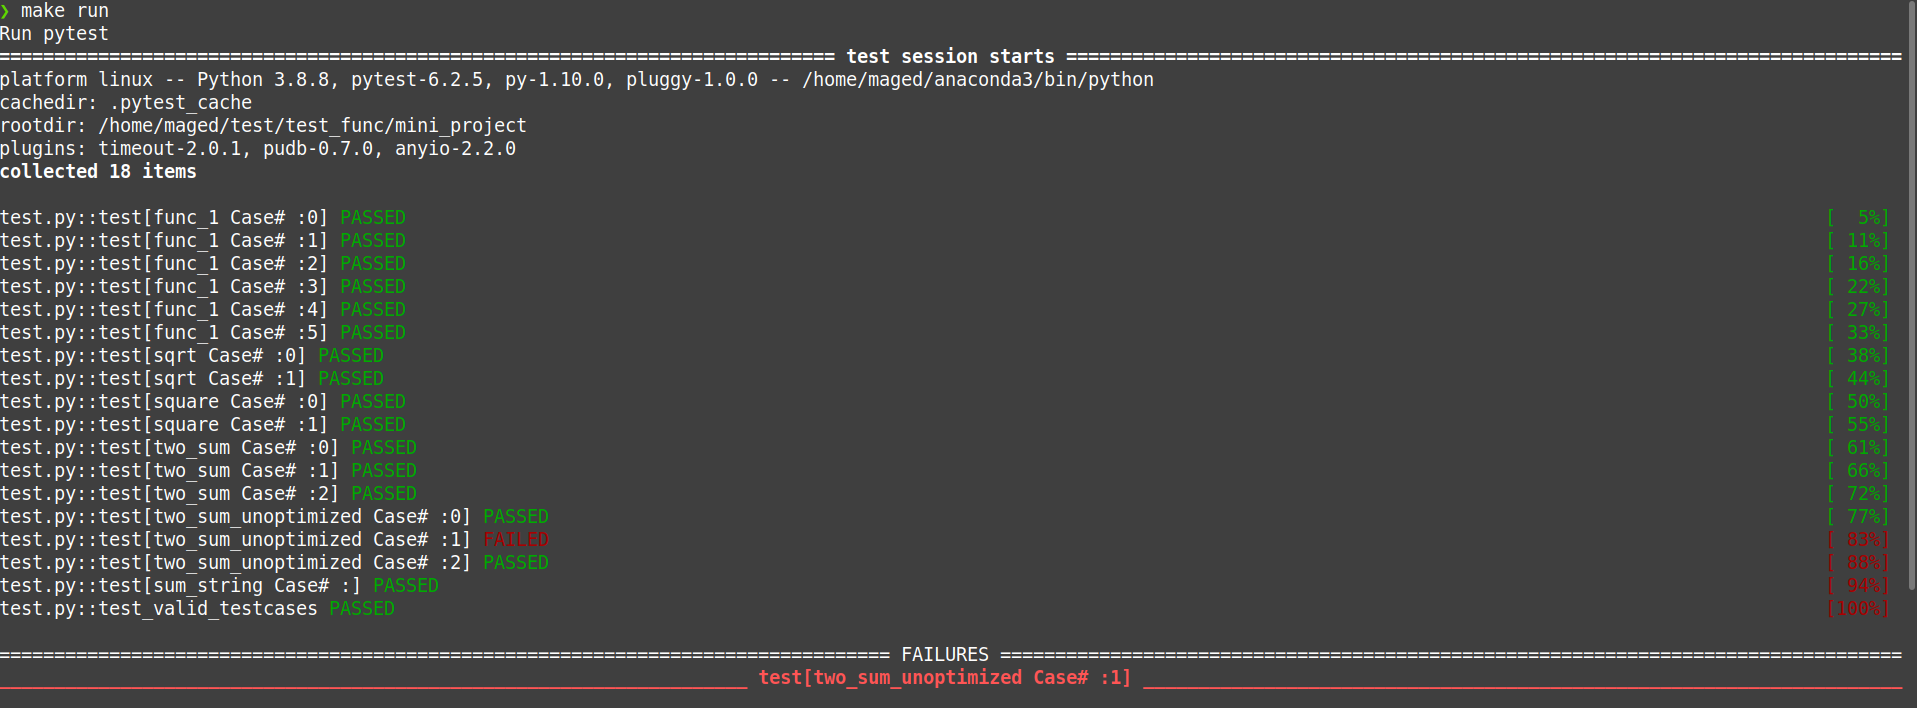 ❯ make run
Run pytest
============================================================================ test session starts ============================================================================
platform linux -- Python 3.8.8, pytest-6.2.5, py-1.10.0, pluggy-1.0.0 -- /home/maged/anaconda3/bin/python
cachedir: .pytest_cache
rootdir: /home/maged/test/test_func/mini_project
plugins: timeout-2.0.1, pudb-0.7.0, anyio-2.2.0
collected 18 items

test.py::test[func_1 Case# :0] PASSED [  5%]
test.py::test[func_1 Case# :1] PASSED [ 11%]
test.py::test[func_1 Case# :2] PASSED [ 16%]
test.py::test[func_1 Case# :3] PASSED [ 22%]
test.py::test[func_1 Case# :4] PASSED [ 27%]
test.py::test[func_1 Case# :5] PASSED [ 33%]
test.py::test[sqrt Case# :0] PASSED [ 38%]
test.py::test[sqrt Case# :1] PASSED [ 44%]
test.py::test[square Case# :0] PASSED [ 50%]
test.py::test[square Case# :1] PASSED [ 55%]
test.py::test[two_sum Case# :0] PASSED [ 61%]
test.py::test[two_sum Case# :1] PASSED [ 66%]
test.py::test[two_sum Case# :2] PASSED [ 72%]
test.py::test[two_sum_unoptimized Case# :0] PASSED [ 77%]
test.py::test[two_sum_unoptimized Case# :1] FAILED [ 83%]
test.py::test[two_sum_unoptimized Case# :2] PASSED [ 88%]
test.py::test[sum_string Case# :] PASSED [ 94%]
test.py::test_valid_testcases PASSED [100%]

================================================================================= FAILURES ==================================================================================
____________________________________________________________________ test[two_sum_unoptimized Case# :1] _____________________________________________________________________